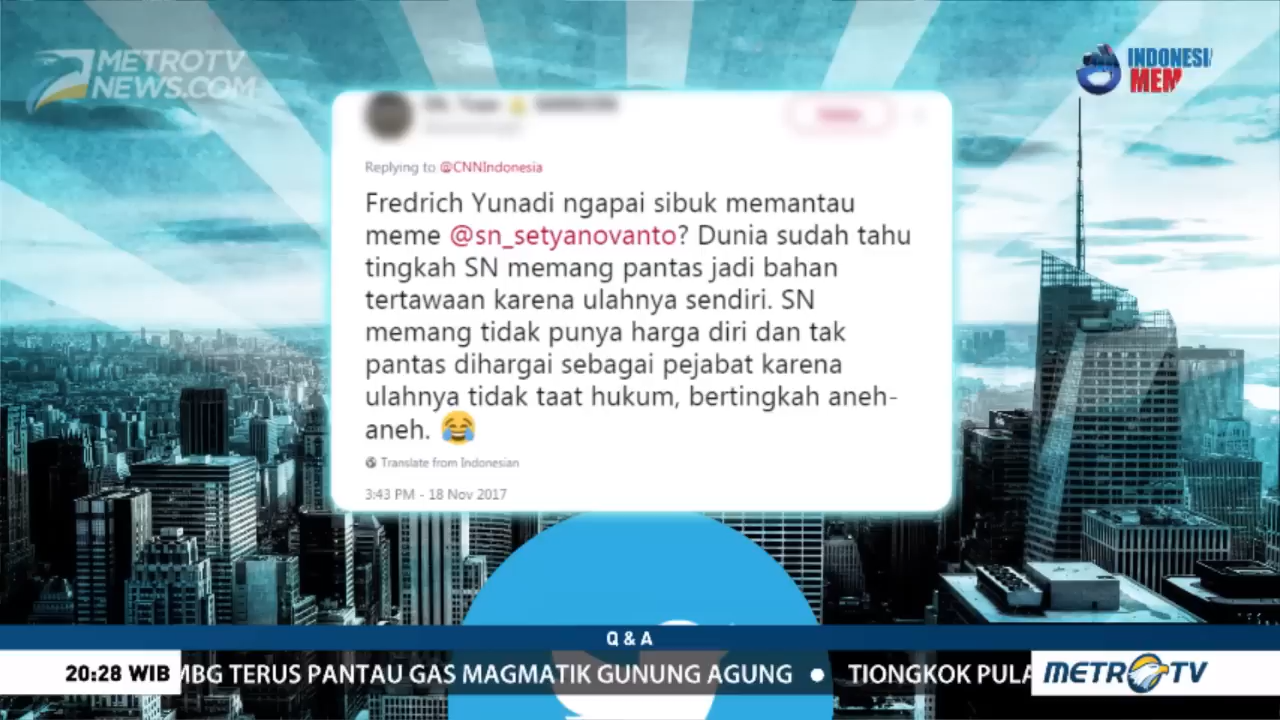 METROTV
NEWS.COM
INDONESI
MEM
Replying to @CNNIndonesia
Fredrich Yunadi ngapai sibuk memantau
meme @sn_setyanovanto? Dunia sudah tahu
tingkah SN memang pantas jadi bahan
tertawaan karena ulahnya sendiri. SN
memang tidak punya harga diri dan tak
pantas dihargai sebagai pejabat karena
ulahnya tidak taat hukum, bertingkah aneh-
aneh. 😂
Translate from Indonesian
3:43 PM - 18 Nov 2017
Q & A
20:28 WIB MBG TERUS PANTAU GAS MAGMATIK GUNUNG AGUNG ● TIONGKOK PULA METRO TV